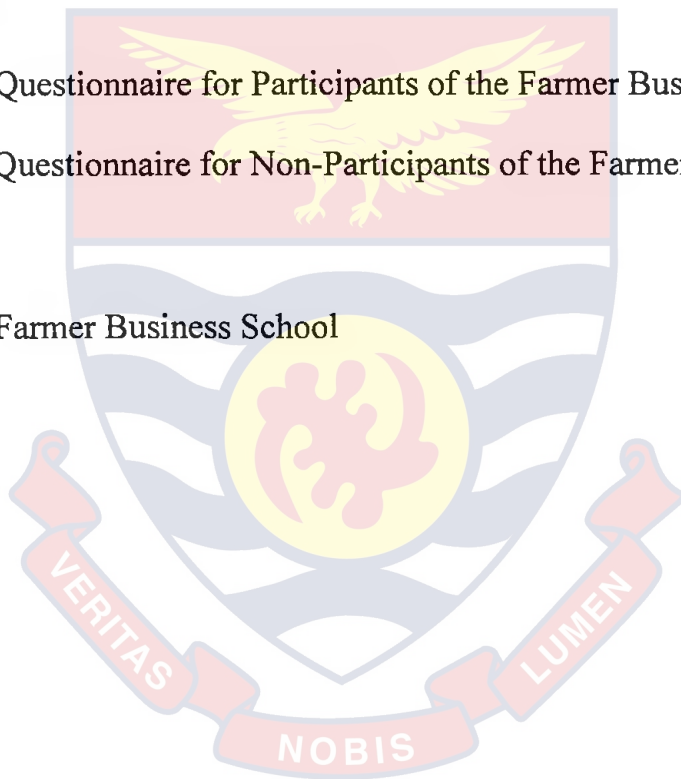 Questionnaire for Participants of the Farmer Bus
Questionnaire for Non-Participants of the Farmer
Farmer Business School
VERITAS
NOBIS
LUMEN